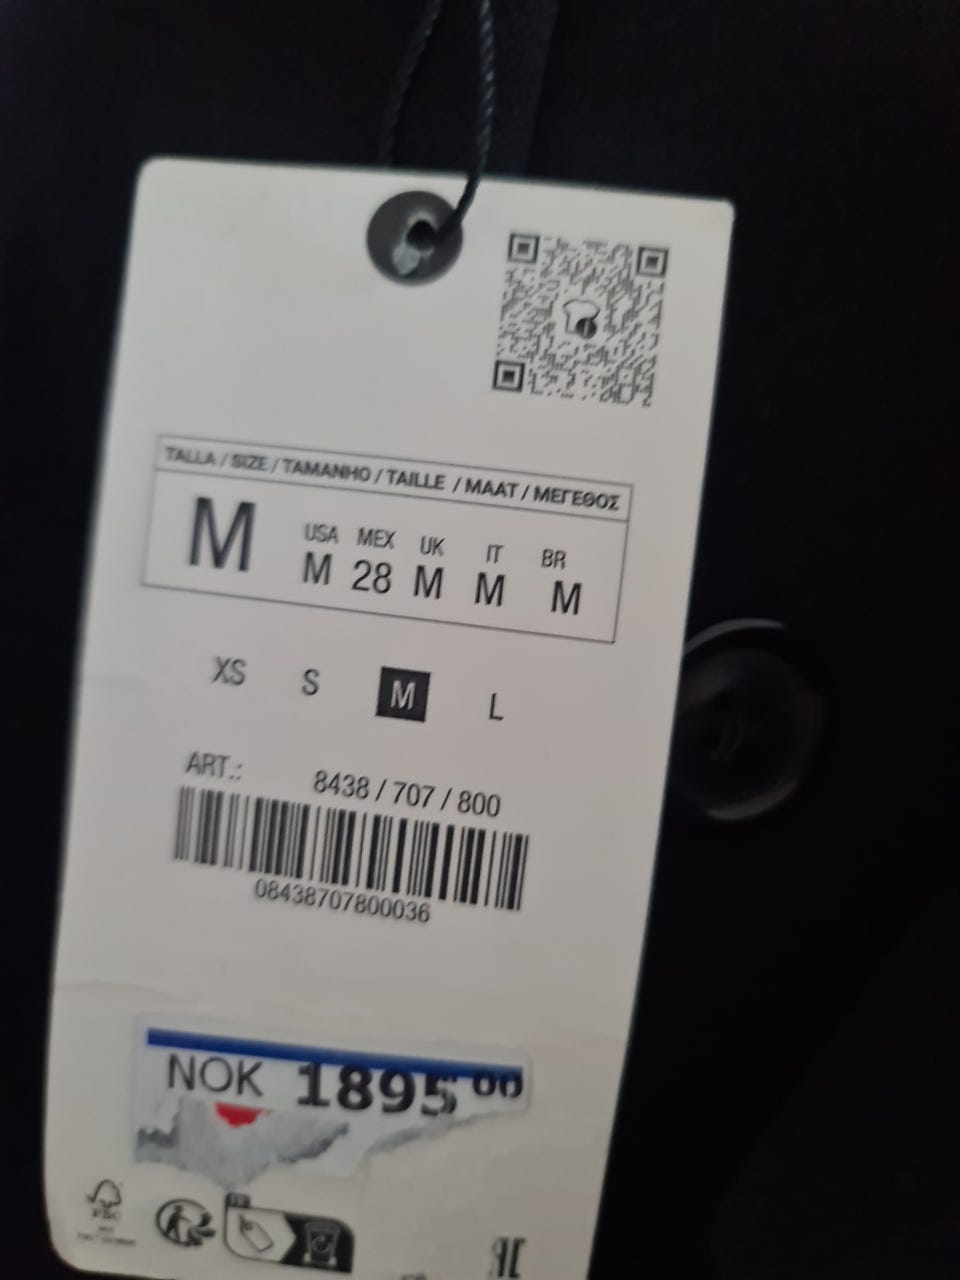 TALLA / SIZE / TAMANHO / TAILLE / MAAT / ΜΕΓΕΘΟΣ
M USA MEX UK IT BR
M 28 M M M
XS S M L
ART.: 8438 / 707 / 800
08438707800036
NOK 1895 00
FSC